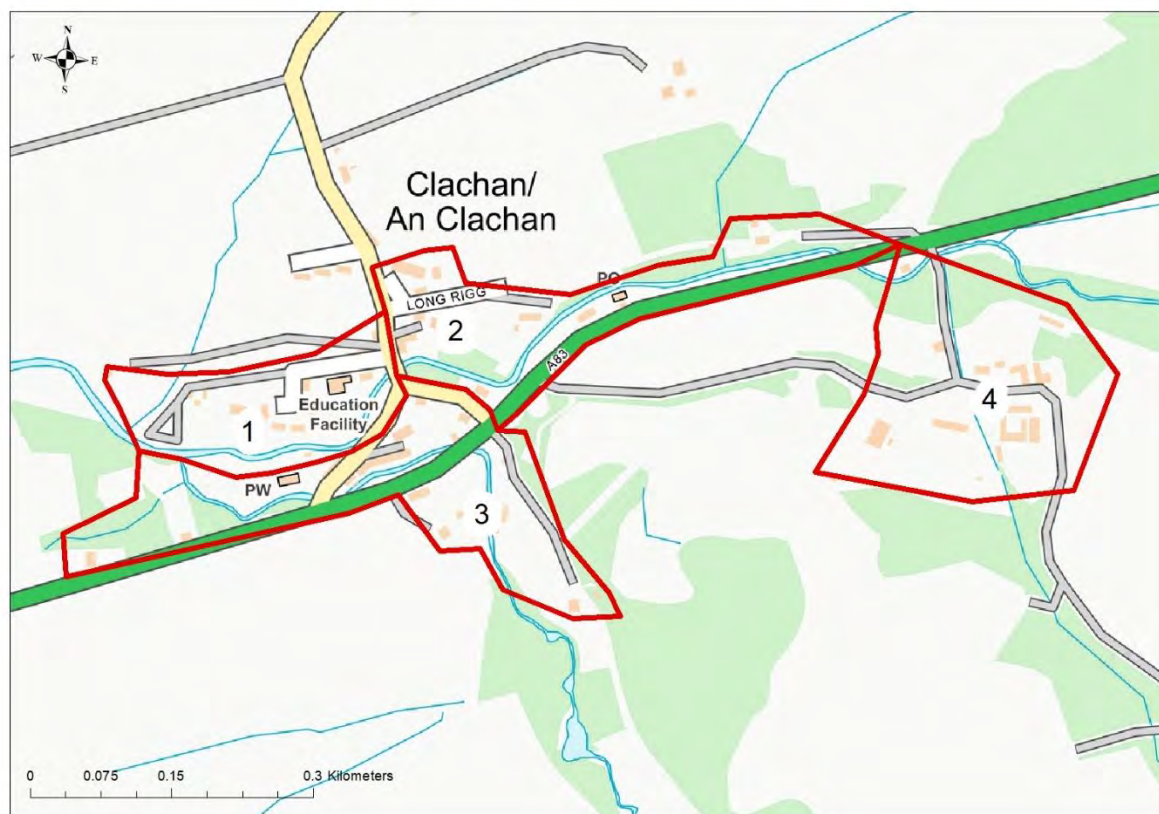 N
W E
S
Clachan/
An Clachan
PO
LONG RIGG
2
A83
Education
Facility
1
4
PW
3
0 0.075 0.15 0.3 Kilometers